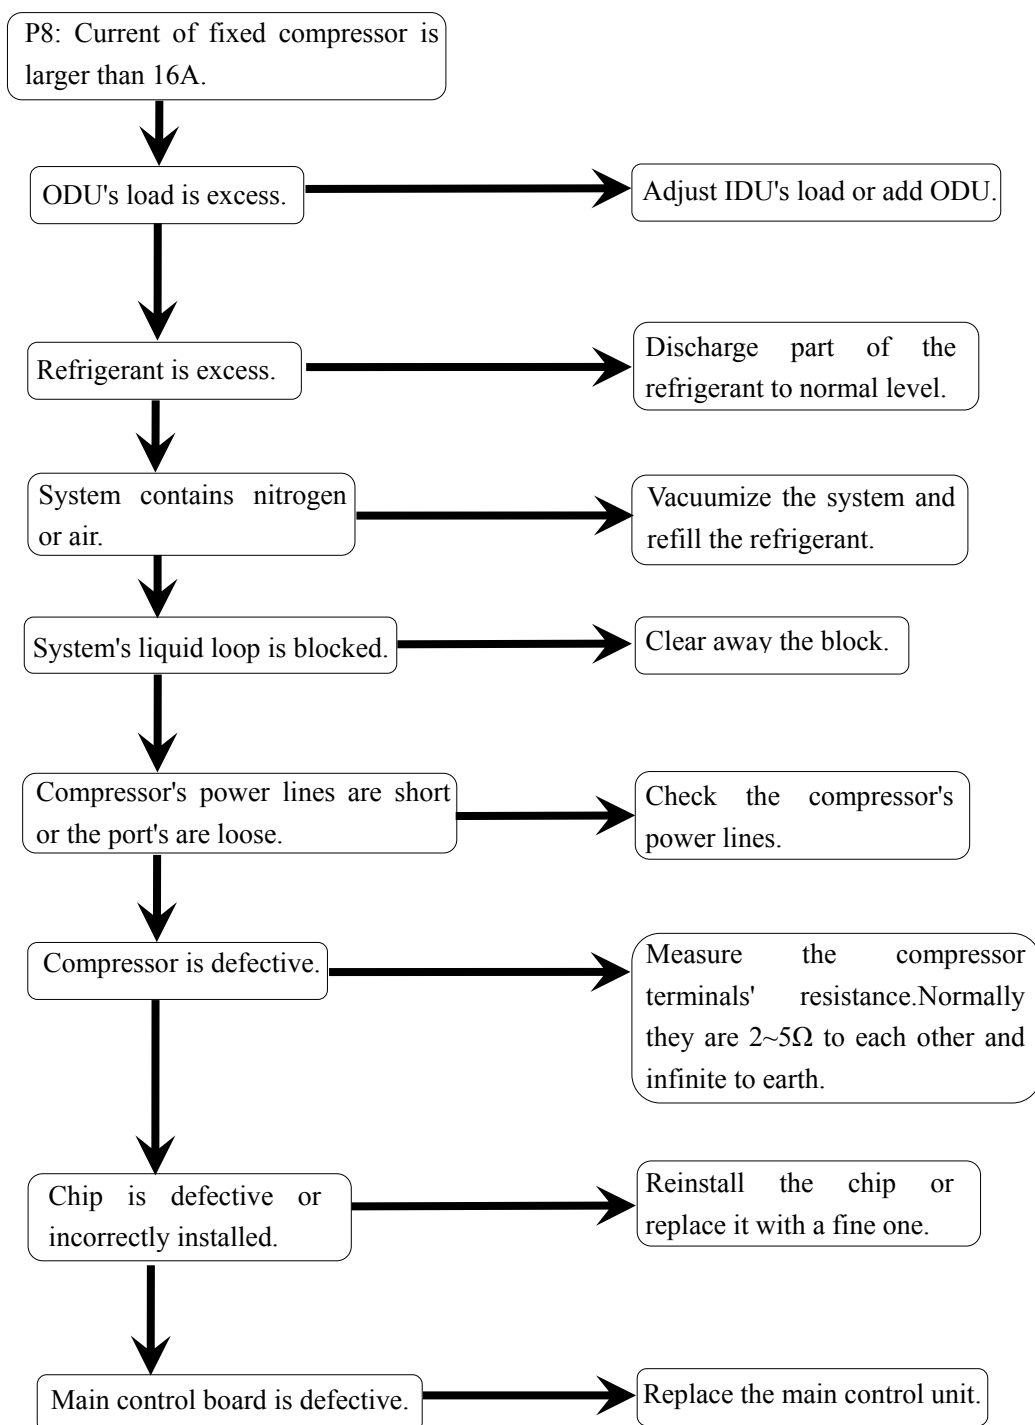 P8: Current of fixed compressor is
larger than 16A.
ODU's load is excess.
Adjust IDU's load or add ODU.
Refrigerant is excess.
Discharge part of the
refrigerant to normal level.
System contains nitrogen
or air.
Vacuumize the system and
refill the refrigerant.
System's liquid loop is blocked.
Clear away the block.
Compressor's power lines are short
or the port's are loose.
Check the compressor's
power lines.
Compressor is defective.
Measure the compressor
terminals' resistance.Normally
they are 2~5Ω to each other and
infinite to earth.
Chip is defective or
incorrectly installed.
Reinstall the chip or
replace it with a fine one.
Main control board is defective.
Replace the main control unit.